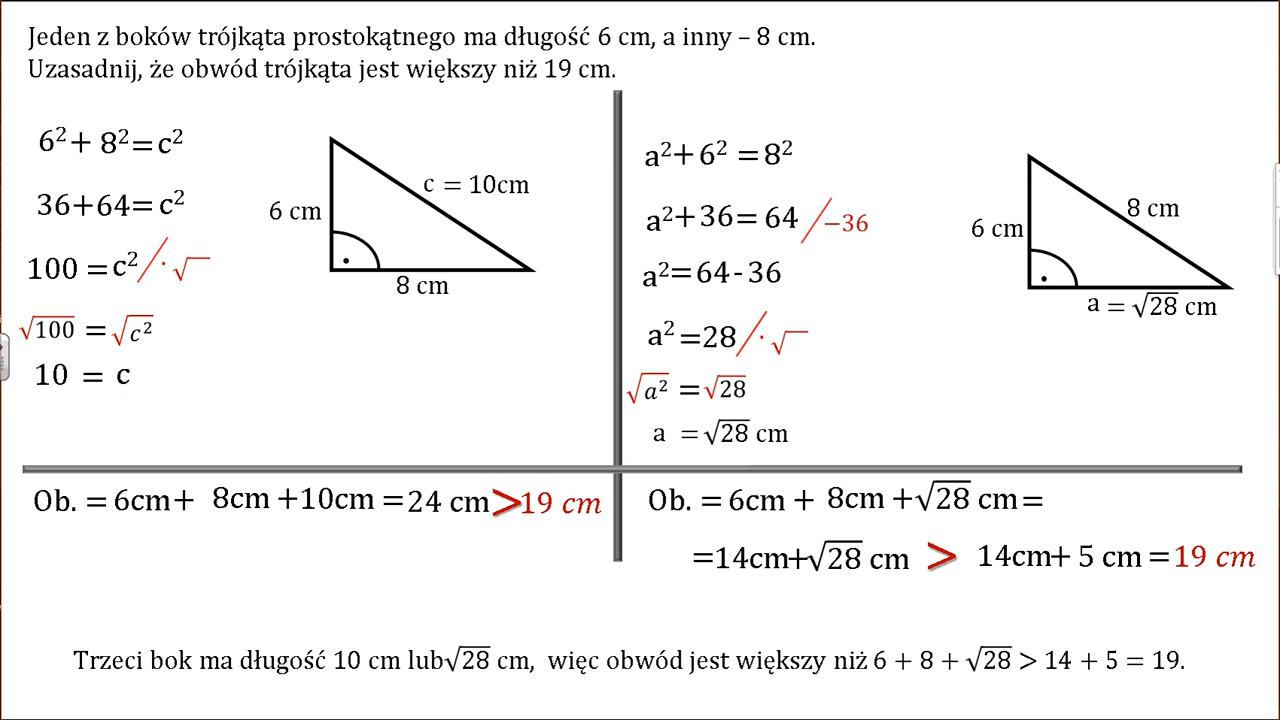 Jeden z boków trójkąta prostokątnego ma długość 6 cm, a inny – 8 cm.
Uzasadnij, że obwód trójkąta jest większy niż 19 cm.
6² + 8² = c²
36 + 64 = c²
100 = c² / · √
√100 = √c²
10 = c
6 cm
c = 10cm
8 cm
a² + 6² = 8²
a² + 36 = 64 / −36
a² = 64 - 36
a² = 28 / · √
√a² = √28
a = √28 cm
6 cm
8 cm
a = √28 cm
Ob. = 6cm + 8cm + 10cm = 24 cm > 19 cm
Ob. = 6cm + 8cm + √28 cm =
= 14cm + √28 cm > 14cm + 5 cm = 19 cm
Trzeci bok ma długość 10 cm lub √28 cm, więc obwód jest większy niż 6 + 8 + √28 > 14 + 5 = 19.